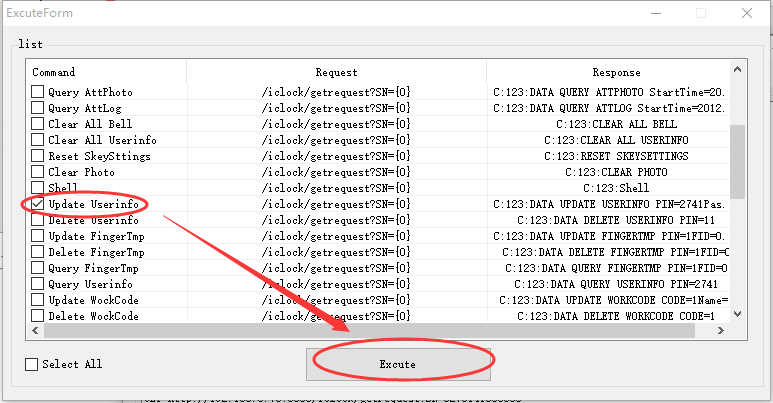 ExcuteForm
list
Command Request Response
Query AttPhoto /iclock/getrequest?SN={0} C:123:DATA QUERY ATTPHOTO StartTime=20.
Query AttLog /iclock/getrequest?SN={0} C:123:DATA QUERY ATTLOG StartTime=2012.
Clear All Bell /iclock/getrequest?SN={0} C:123:CLEAR ALL BELL
Clear All Userinfo /iclock/getrequest?SN={0} C:123:CLEAR ALL USERINFO
Reset SkeySttings /iclock/getrequest?SN={0} C:123:RESET SKEYSETTINGS
Clear Photo /iclock/getrequest?SN={0} C:123:CLEAR PHOTO
Shell /iclock/getrequest?SN={0} C:123:Shell
Update Userinfo /iclock/getrequest?SN={0} C:123:DATA UPDATE USERINFO PIN=2741Pas.
Delete Userinfo /iclock/getrequest?SN={0} C:123:DATA DELETE USERINFO PIN=11
Update FingerTmp /iclock/getrequest?SN={0} C:123:DATA UPDATE FINGERTMP PIN=1FID=0.
Delete FingerTmp /iclock/getrequest?SN={0} C:123:DATA DELETE FINGERTMP PIN=1FID=0
Query FingerTmp /iclock/getrequest?SN={0} C:123:DATA QUERY FINGERTMP PIN=1FID=0
Query Userinfo /iclock/getrequest?SN={0} C:123:DATA QUERY USERINFO PIN=2741
Update WockCode /iclock/getrequest?SN={0} C:123:DATA UPDATE WORKCODE CODE=1Name=
Delete WockCode /iclock/getrequest?SN={0} C:123:DATA DELETE WORKCODE CODE=1
Select All
Excute